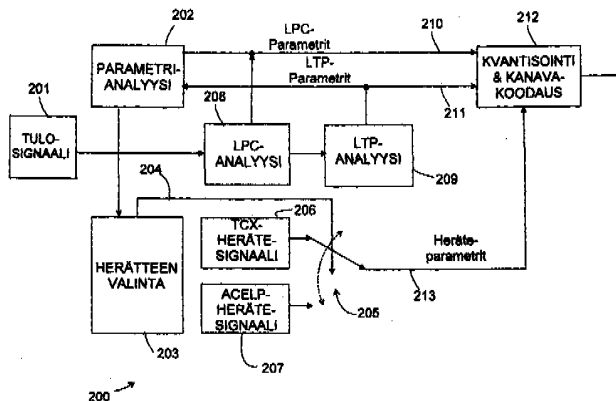 202
LPC-
Parametrit
210
212
PARAMETRI-
ANALYYSI
LTP-
Parametrit
KVANTISOINTI
& KANAVA-
KOODAUS
201
208
211
TULO-
SIGNAALI
LPC-
ANALYYSI
LTP-
ANALYYSI
204
206
209
HERÄTTEEN
VALINTA
TCX-
HERÄTE-
SIGNAALI
Heräte-
parametrit
213
ACELP-
HERÄTE-
SIGNAALI
205
203
207
200